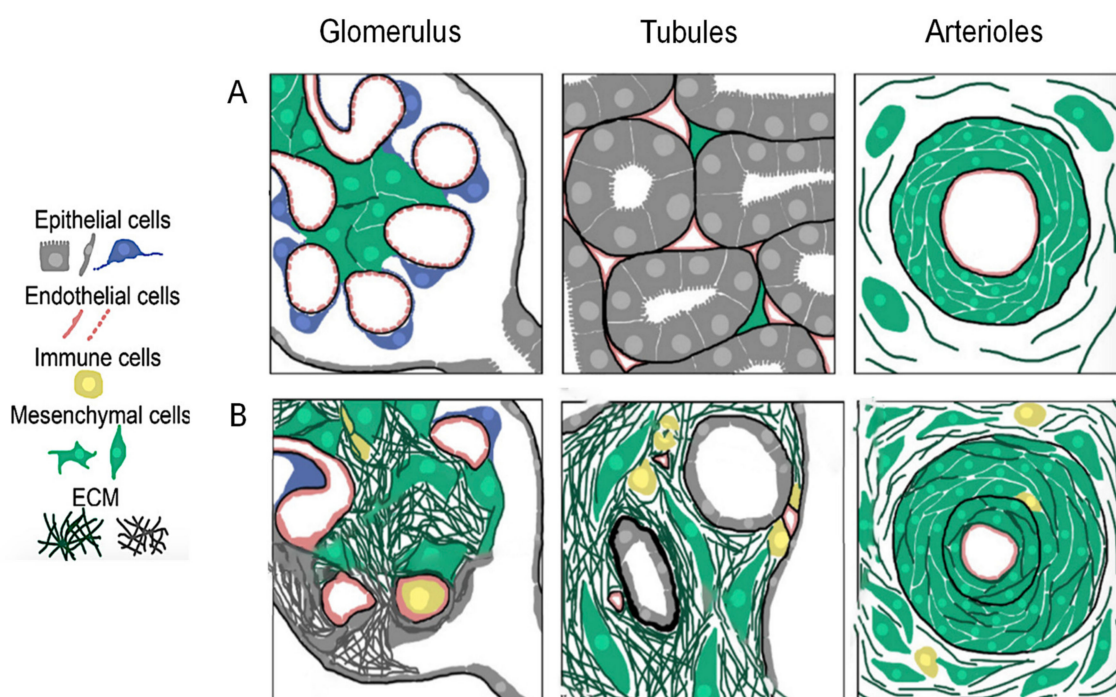 Glomerulus Tubules Arterioles
A
Epithelial cells
Endothelial cells
Immune cells
Mesenchymal cells
B
ECM